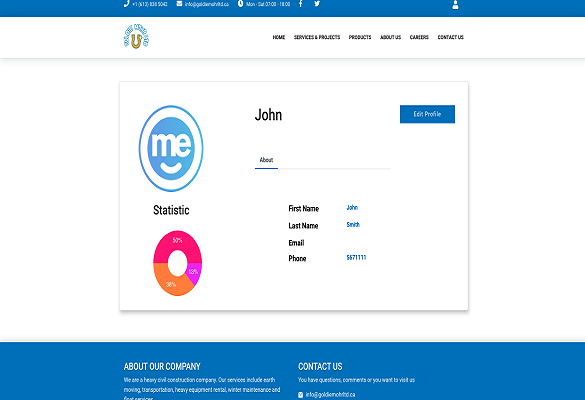 +1 (613) 838 5042 info@goldiemohrltd.ca Mon - Sat 07:00 - 18:00
HOME SERVICES & PROJECTS PRODUCTS ABOUT US CAREERS CONTACT US
me
John
Edit Profile
About
Statistic
First Name John
Last Name Smith
Email
Phone 5671111
50%
13%
38%
ABOUT OUR COMPANY
We are a heavy civil construction company. Our services include earth
moving, transportation, heavy equipment rental, winter maintenance and
float services
CONTACT US
You have questions, comments or you want to visit us
info@goldiemohrltd.ca